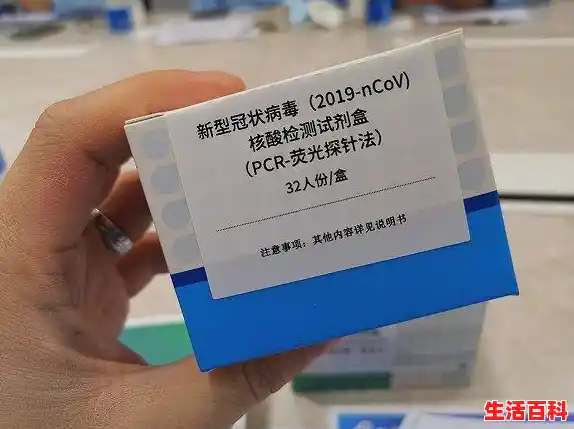 新型冠状病毒（2019-nCoV)
核酸检测试剂盒
（PCR-荧光探针法）
32人份/盒
注意事项：其他内容详见说明书
生活百科